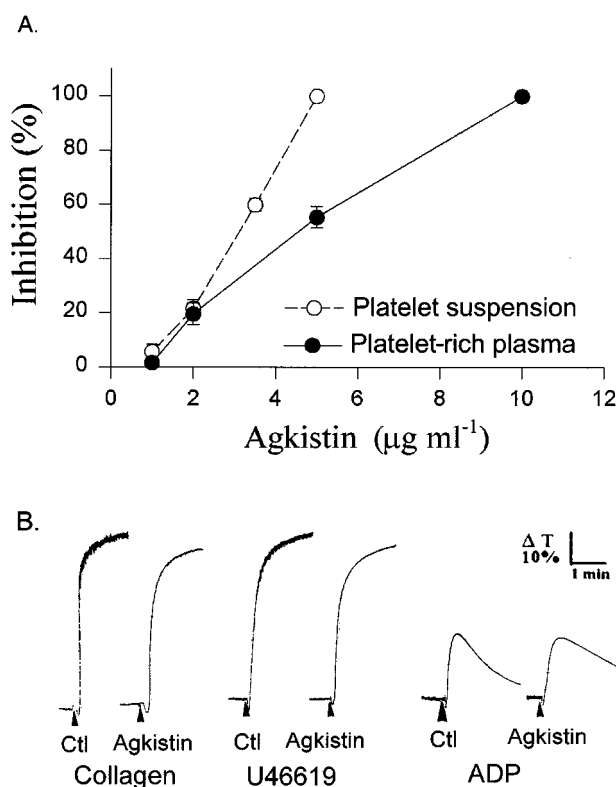 A.
Inhibition (%)
100
80
60
40
20
0
Platelet suspension
Platelet-rich plasma
0 2 4 6 8 10 12
Agkistin (µg ml⁻¹)
B.
Δ T
10%
1 min
Ctl Agkistin Ctl Agkistin Ctl Agkistin
Collagen U46619 ADP